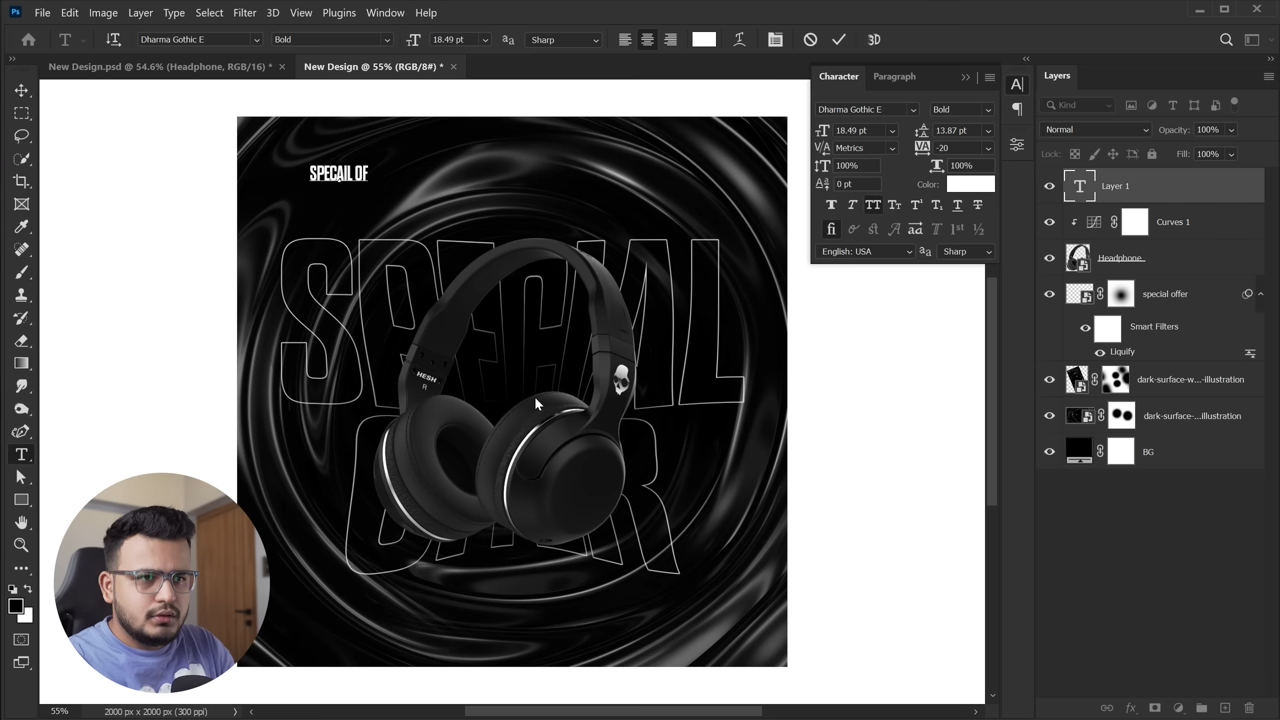 Ps File Edit Image Layer Type Select Filter 3D View Plugins Window Help
T Dharma Gothic E Bold 18.49 pt aa Sharp 3D
New Design.psd @ 54.6% (Headphone, RGB/16) * New Design @ 55% (RGB/8#) *
Character Paragraph
Dharma Gothic E Bold
18.49 pt 13.87 pt
Metrics -20
100% 100%
0 pt Color:
English: USA aa Sharp
Layers
Kind
Normal Opacity: 100%
Lock: Fill: 100%
Layer 1
Curves 1
Headphone
special offer
Smart Filters
Liquify
dark-surface-w...-illustration
dark-surface-...illustration
BG
SPECAIL OF
SPECIAL
HESH
R
55% 2000 px x 2000 px (300 ppi)